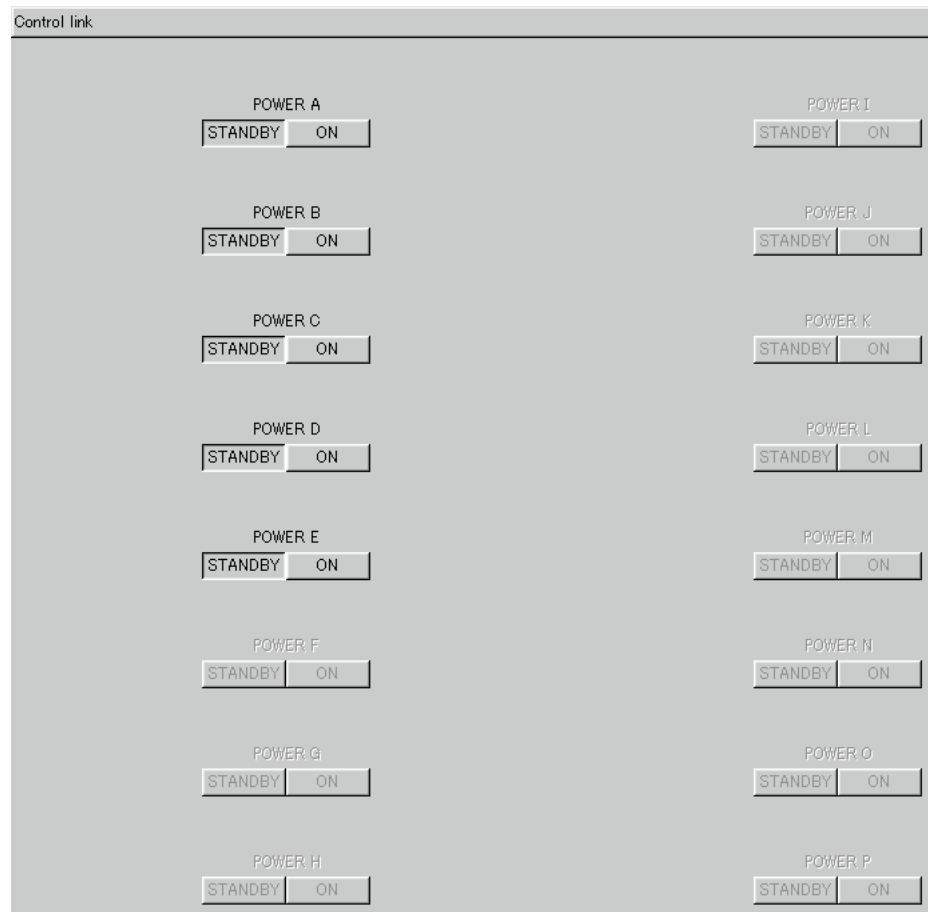 Control link
POWER A
STANDBY ON
POWER B
STANDBY ON
POWER C
STANDBY ON
POWER D
STANDBY ON
POWER E
STANDBY ON
POWER F
STANDBY ON
POWER G
STANDBY ON
POWER H
STANDBY ON
POWER I
STANDBY ON
POWER J
STANDBY ON
POWER K
STANDBY ON
POWER L
STANDBY ON
POWER M
STANDBY ON
POWER N
STANDBY ON
POWER O
STANDBY ON
POWER P
STANDBY ON